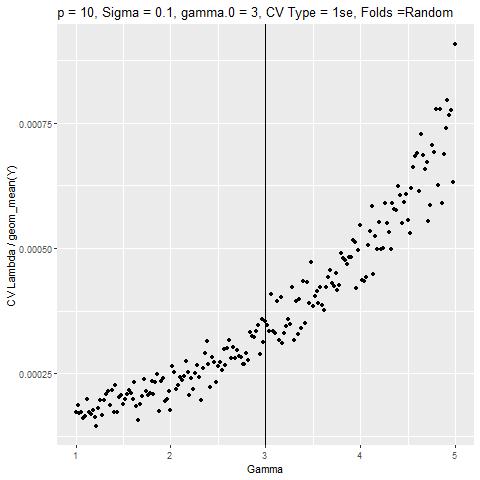 p = 10, Sigma = 0.1, gamma.0 = 3, CV Type = 1se, Folds =Random
CV Lambda / geom_mean(Y)
0.00075
0.00050
0.00025
1
2
3
4
5
Gamma